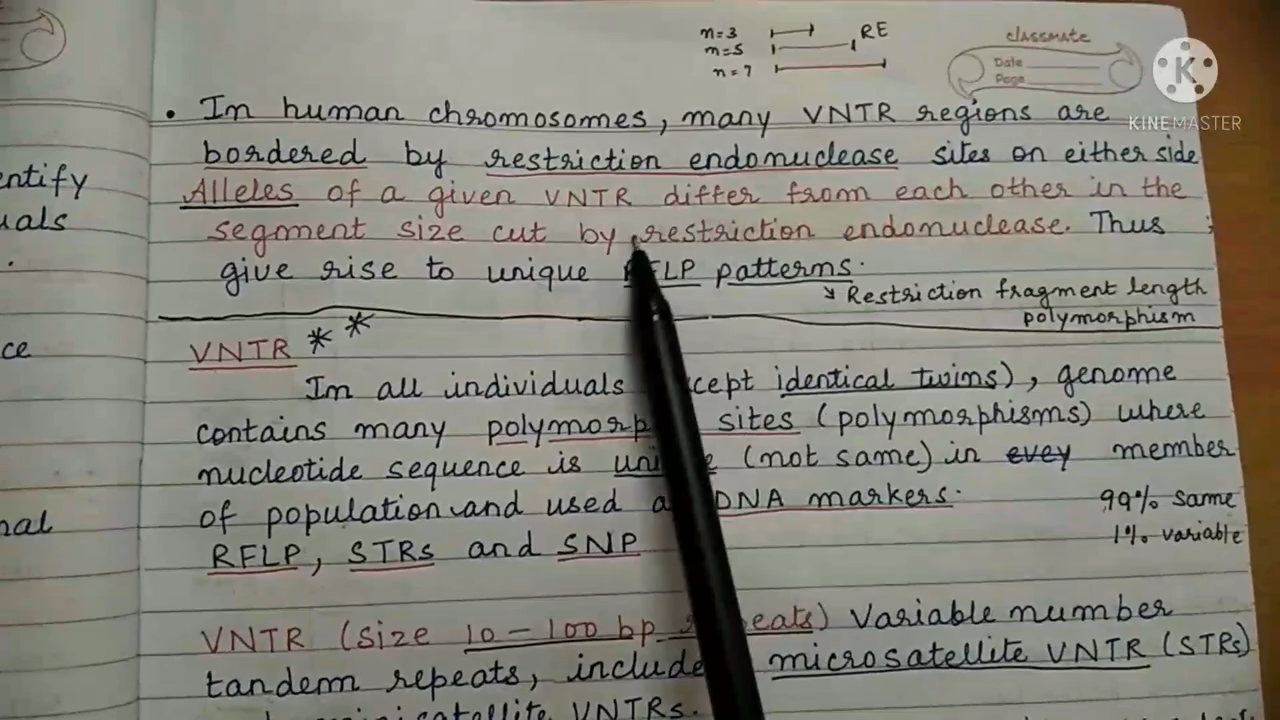 n=3
n=5 RE
n=7
classmate
Date
Page
KINEMASTER
• In human chromosomes, many VNTR regions are
bordered by restriction endonuclease sites on either side
Alleles of a given VNTR differ from each other in the
segment size cut by restriction endonuclease. Thus
give rise to unique RFLP patterns.
Restriction fragment length
polymorphism
VNTR **
In all individuals cept identical twins), genome
contains many polymorp sites (polymorphisms) where
nucleotide sequence is uni e (not same) in evey member
of population and used a DNA markers.
99% same
1% variable
RFLP, STRs and SNP
VNTR (size 10-100 bp repeats) Variable number
tandem repeats, include microsatellite VNTR (STRs)
VNTRs.
entify
uals
ce
nal